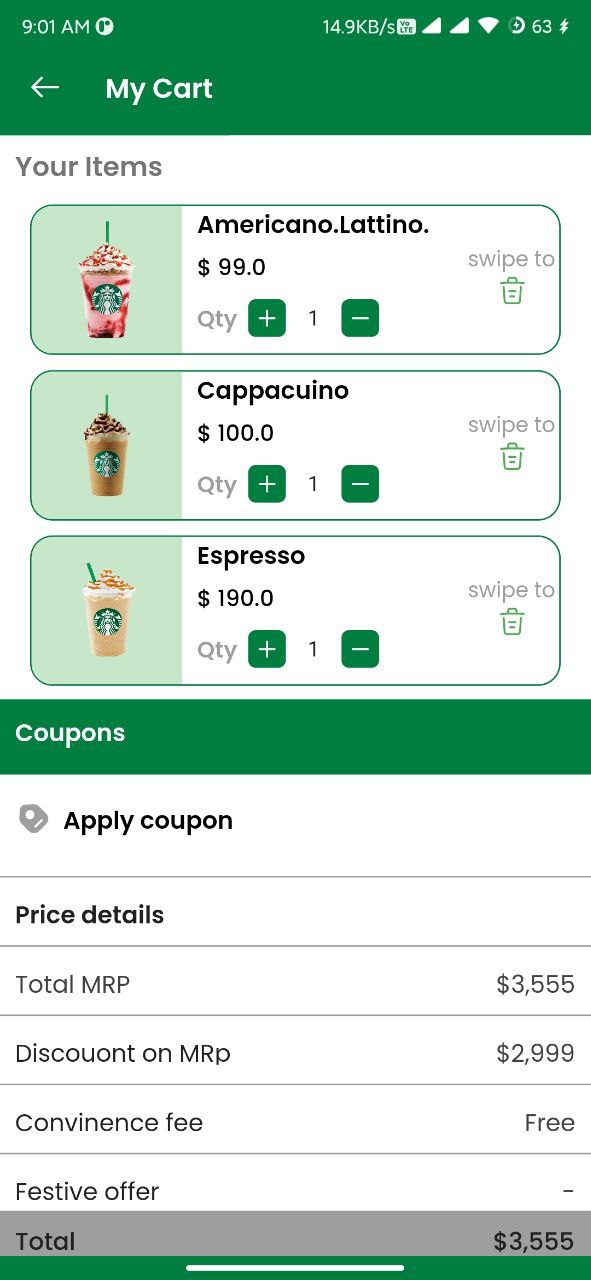 9:01 AM
14.9KB/s Vo LTE 63
My Cart
Your Items
Americano.Lattino.
$ 99.0
swipe to
Qty + 1 −
Cappacuino
$ 100.0
swipe to
Qty + 1 −
Espresso
$ 190.0
swipe to
Qty + 1 −
Coupons
Apply coupon
Price details
Total MRP $3,555
Discouont on MRp $2,999
Convinence fee Free
Festive offer -
Total $3,555